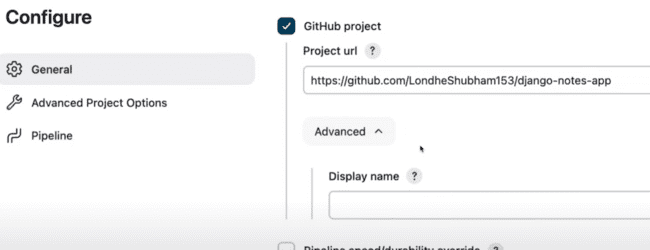 Configure
General
Advanced Project Options
Pipeline
GitHub project
Project url ?
https://github.com/LondheShubham153/django-notes-app
Advanced
Display name ?
Pipeline speed/durability override ?